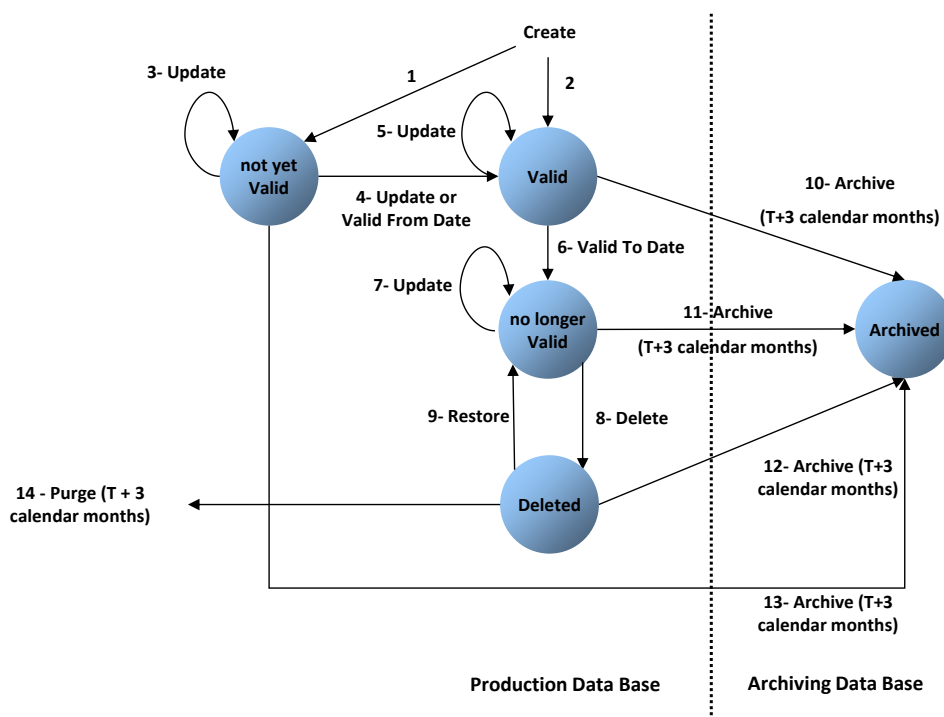 Create
3- Update
1
2
5- Update
not yet
Valid
Valid
10- Archive
(T+3 calendar months)
4- Update or
Valid From Date
6- Valid To Date
7- Update
no longer
Valid
11- Archive
(T+3 calendar months)
Archived
9- Restore
8- Delete
12- Archive (T+3
calendar months)
14 - Purge (T + 3
calendar months)
Deleted
13- Archive (T+3
calendar months)
Production Data Base
Archiving Data Base